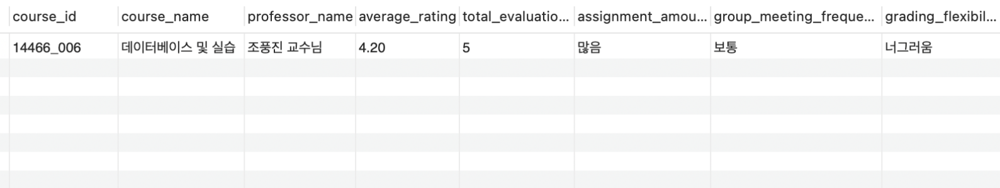 course_id course_name professor_name average_rating total_evaluatio... assignment_amou... group_meeting_freque... grading_flexibil...
14466_006 데이터베이스 및 실습 조풍진 교수님 4.20 5 많음 보통 너그러움